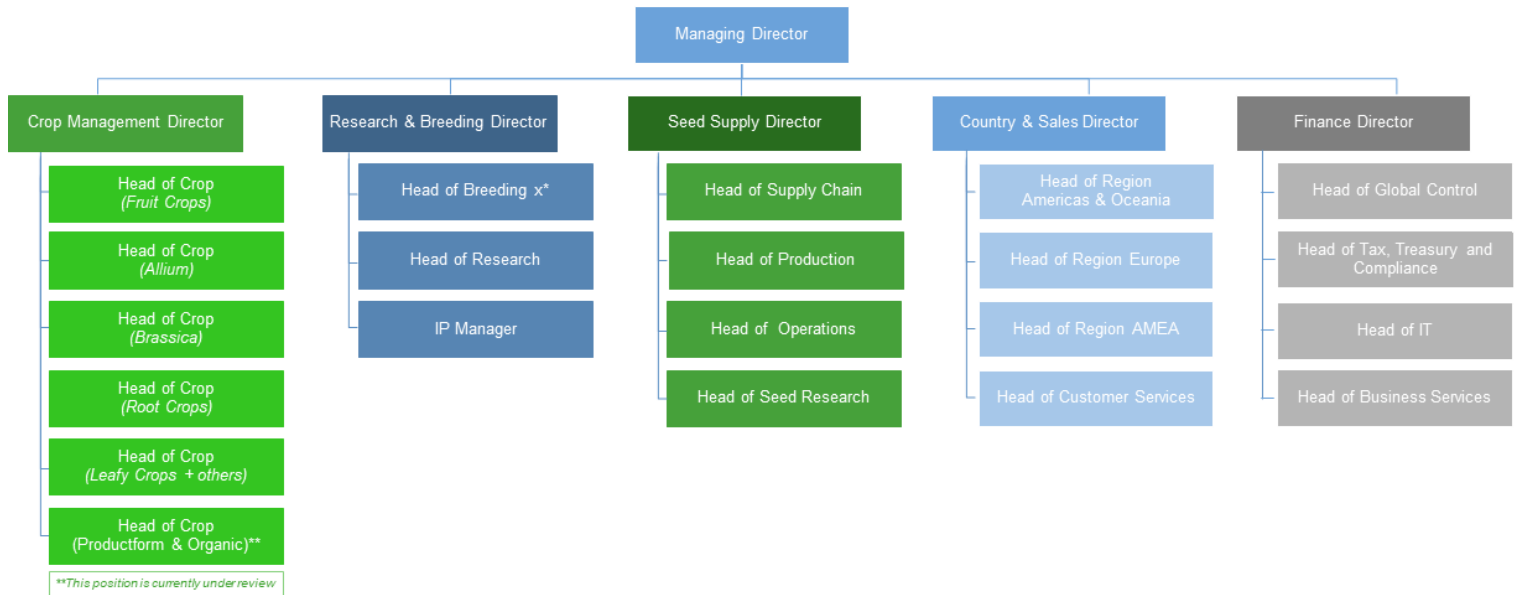 Managing Director
Crop Management Director
Head of Crop
(Fruit Crops)
Head of Crop
(Allium)
Head of Crop
(Brassica)
Head of Crop
(Root Crops)
Head of Crop
(Leafy Crops + others)
Head of Crop
(Productform & Organic)**
**This position is currently under review
Research & Breeding Director
Head of Breeding x*
Head of Research
IP Manager
Seed Supply Director
Head of Supply Chain
Head of Production
Head of Operations
Head of Seed Research
Country & Sales Director
Head of Region
Americas & Oceania
Head of Region Europe
Head of Region AMEA
Head of Customer Services
Finance Director
Head of Global Control
Head of Tax, Treasury and
Compliance
Head of IT
Head of Business Services